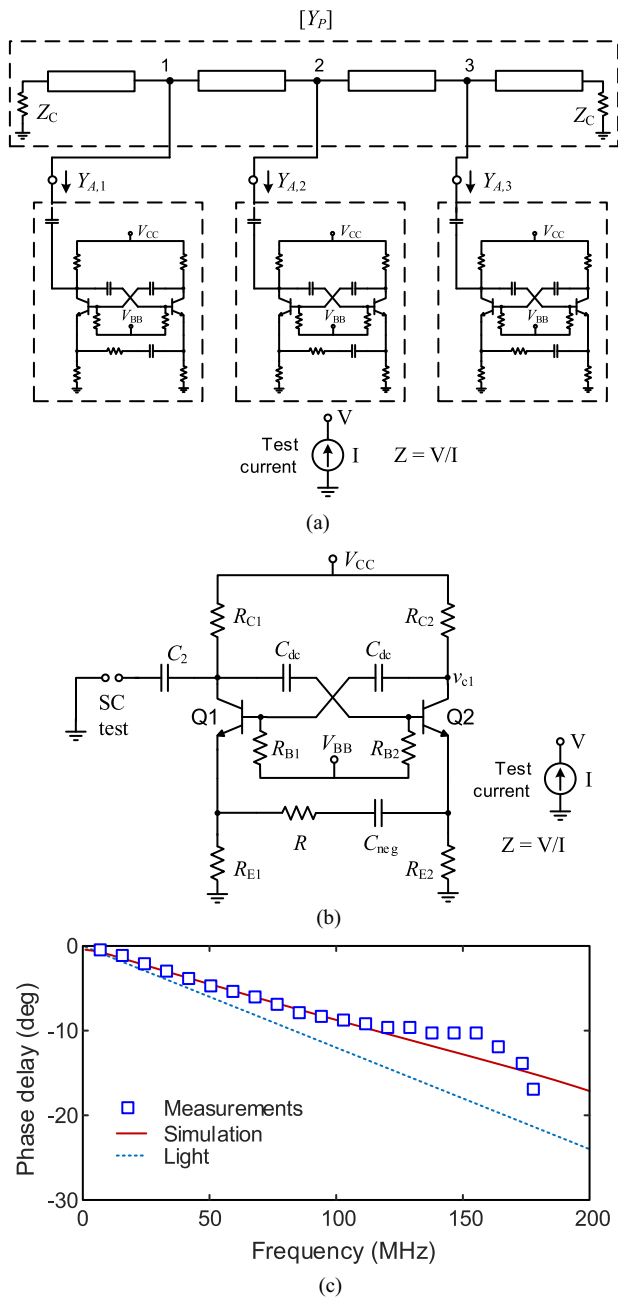 [Y_P]
1 2 3
Z_C Z_C
Y_A,1 Y_A,2 Y_A,3
V_CC V_CC V_CC
V_BB V_BB V_BB
V
Test current I Z = V/I
(a)
V_CC
R_C1 R_C2
C_2 C_dc C_dc v_c1
SC test Q1 Q2
R_B1 V_BB R_B2
V
Test current I
R C_neg Z = V/I
R_E1 R_E2
(b)
0
-10
-20
-30
Phase delay (deg)
Measurements
Simulation
Light
0 50 100 150 200
Frequency (MHz)
(c)